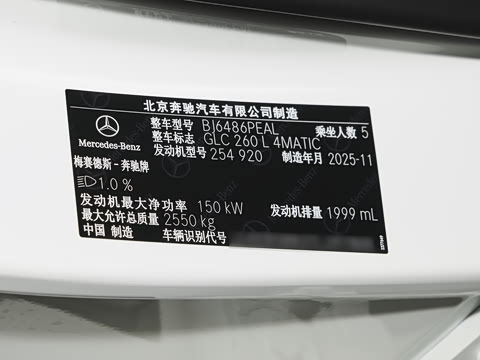 北京奔驰汽车有限公司制造
整车型号 BJ6486PEAL 乘坐人数 5
整车标志 GLC 260 L 4MATIC
Mercedes-Benz
发动机型号 254 920 制造年月 2025-11
梅赛德斯-奔驰牌
1.0 %
发动机最大净功率 150 kW 发动机排量 1999 mL
最大允许总质量 2550 kg
中国 制造 车辆识别代号